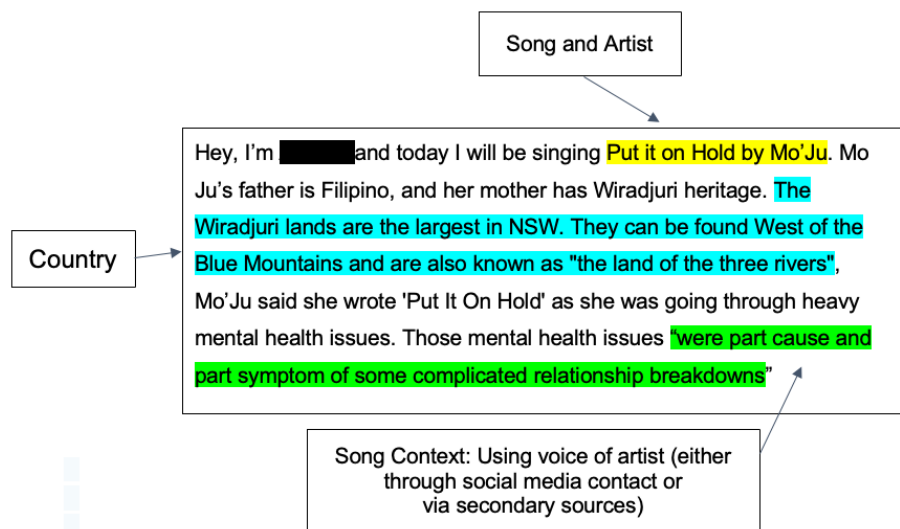 Song and Artist
Hey, I'm and today I will be singing Put it on Hold by Mo'Ju. Mo
Ju's father is Filipino, and her mother has Wiradjuri heritage. The
Wiradjuri lands are the largest in NSW. They can be found West of the
Blue Mountains and are also known as "the land of the three rivers",
Mo'Ju said she wrote 'Put It On Hold' as she was going through heavy
mental health issues. Those mental health issues “were part cause and
part symptom of some complicated relationship breakdowns”
Country
Song Context: Using voice of artist (either
through social media contact or
via secondary sources)